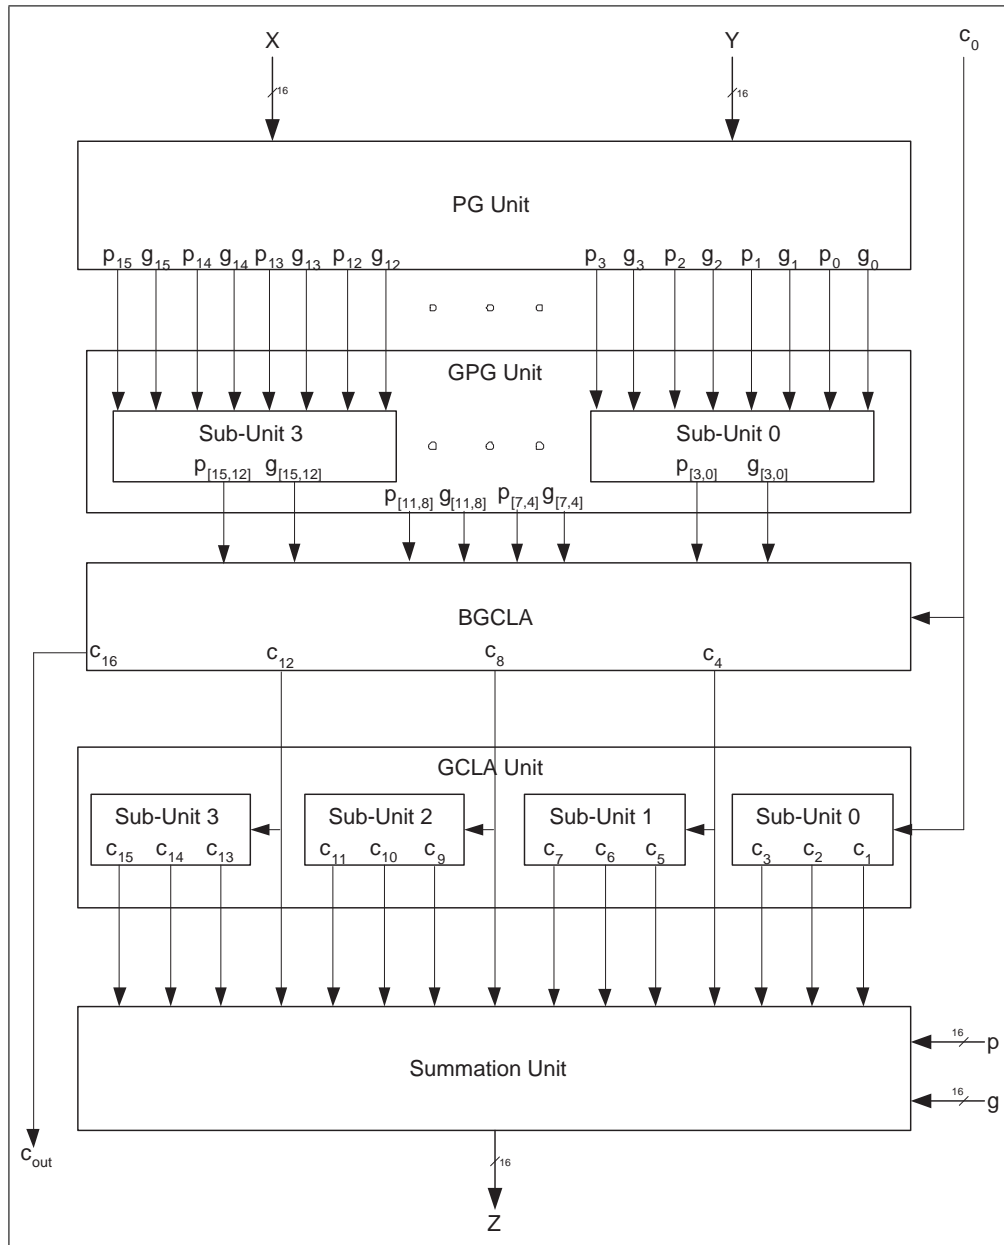 X Y c0
16 16
PG Unit
p15 g15 p14 g14 p13 g13 p12 g12 p3 g3 p2 g2 p1 g1 p0 g0
GPG Unit
Sub-Unit 3 Sub-Unit 0
p[15,12] g[15,12] p[3,0] g[3,0]
p[11,8] g[11,8] p[7,4] g[7,4]
BGCLA
c16 c12 c8 c4
GCLA Unit
Sub-Unit 3 Sub-Unit 2 Sub-Unit 1 Sub-Unit 0
c15 c14 c13 c11 c10 c9 c7 c6 c5 c3 c2 c1
16 p
Summation Unit
16 g
cout
16
Z